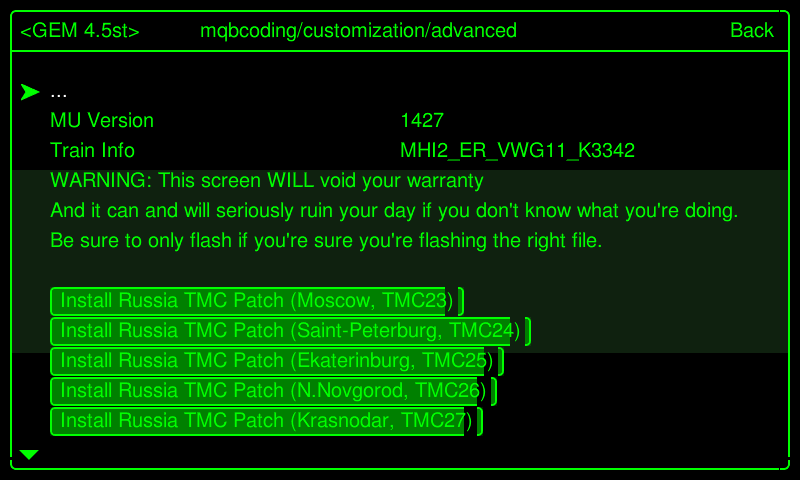 <GEM 4.5st> mqbcoding/customization/advanced Back
...
MU Version 1427
Train Info MHI2_ER_VWG11_K3342
WARNING: This screen WILL void your warranty
And it can and will seriously ruin your day if you don't know what you're doing.
Be sure to only flash if you're sure you're flashing the right file.
Install Russia TMC Patch (Moscow, TMC23)
Install Russia TMC Patch (Saint-Peterburg, TMC24)
Install Russia TMC Patch (Ekaterinburg, TMC25)
Install Russia TMC Patch (N.Novgorod, TMC26)
Install Russia TMC Patch (Krasnodar, TMC27)